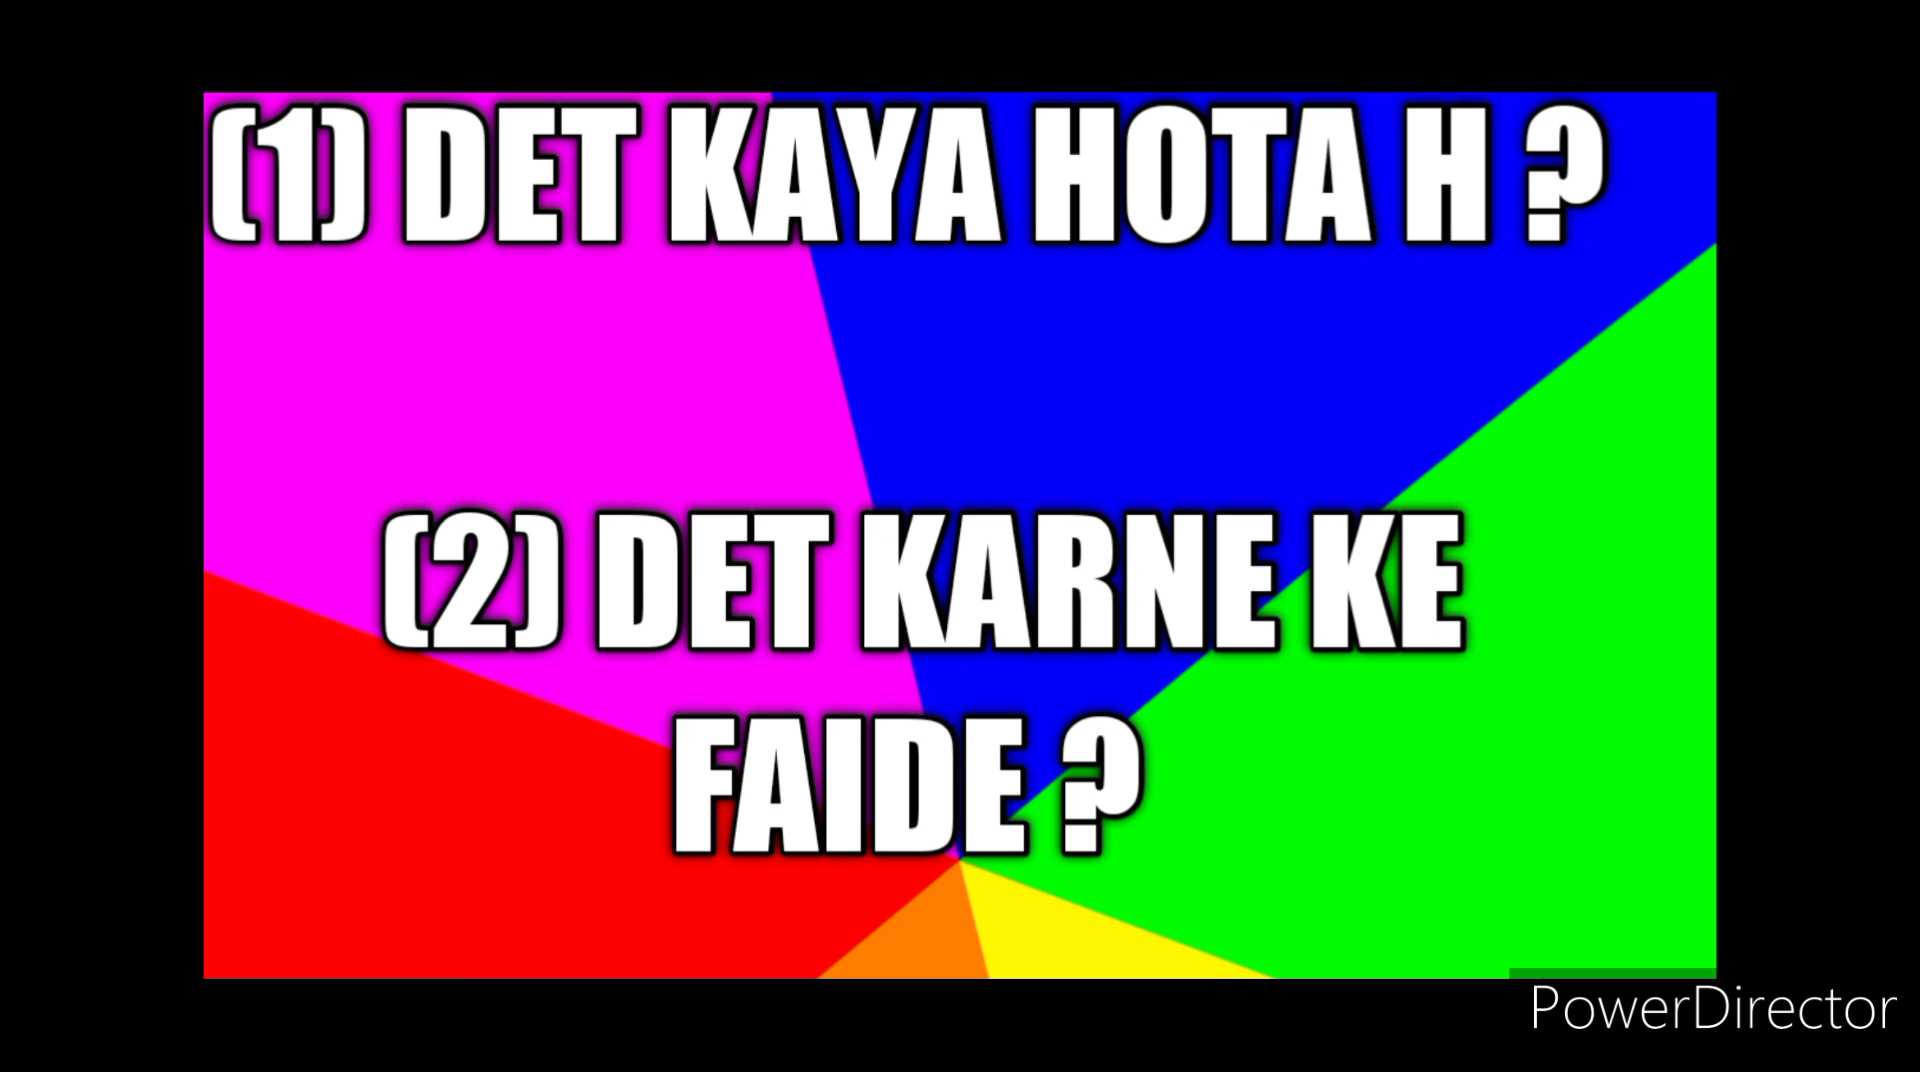 (1) DET KAYA HOTA H ?
(2) DET KARNE KE
FAIDE ?
PowerDirector